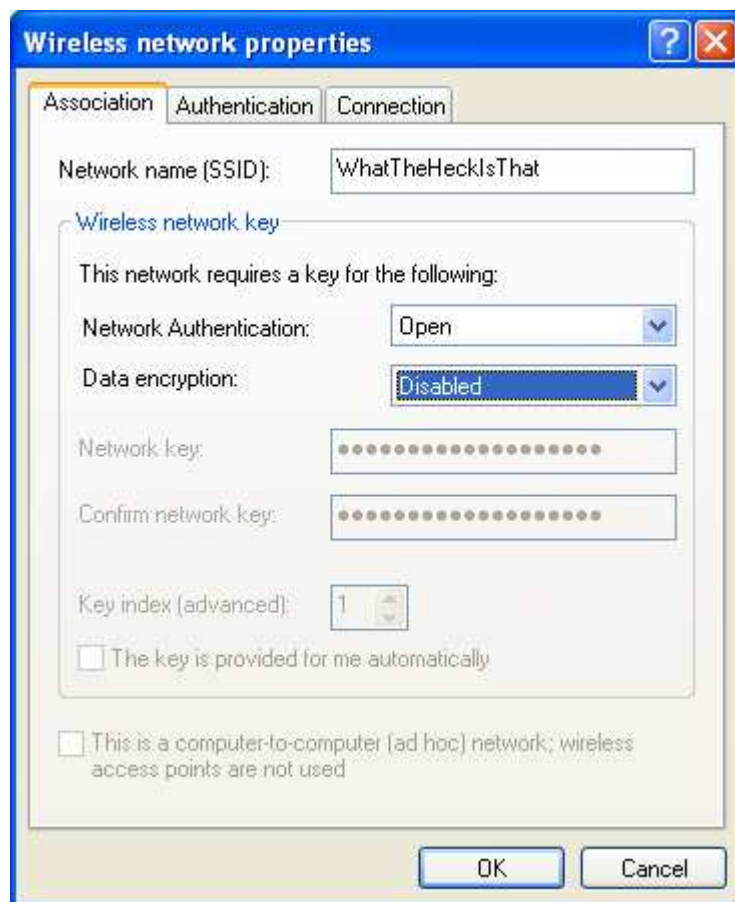 Wireless network properties
Association Authentication Connection
Network name (SSID): WhatTheHeckIsThat
Wireless network key
This network requires a key for the following:
Network Authentication: Open
Data encryption: Disabled
Network key: ●●●●●●●●●●●●●●●●●●●
Confirm network key: ●●●●●●●●●●●●●●●●●●●
Key index (advanced): 1
The key is provided for me automatically
This is a computer-to-computer (ad hoc) network; wireless
access points are not used
OK Cancel